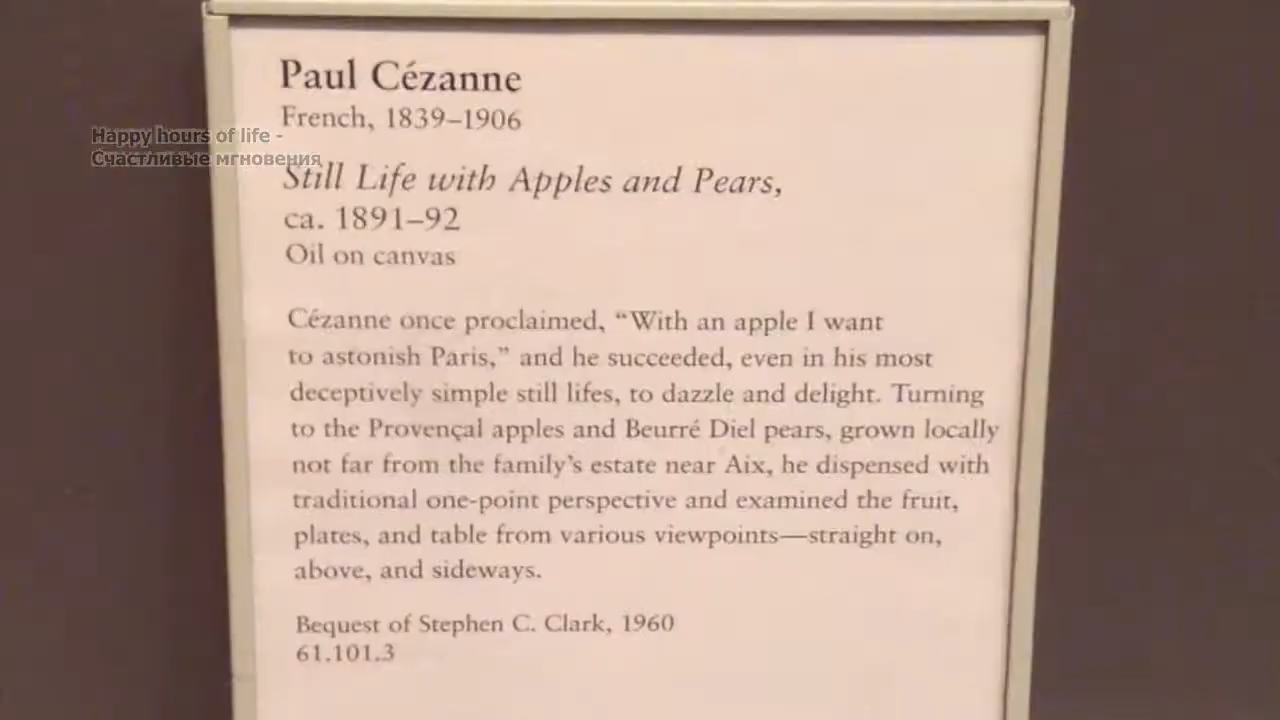 Paul Cézanne
French, 1839–1906
Happy hours of life -
Счастливые мгновения
Still Life with Apples and Pears,
ca. 1891–92
Oil on canvas
Cézanne once proclaimed, “With an apple I want
to astonish Paris,” and he succeeded, even in his most
deceptively simple still lifes, to dazzle and delight. Turning
to the Provençal apples and Beurré Diel pears, grown locally
not far from the family’s estate near Aix, he dispensed with
traditional one-point perspective and examined the fruit,
plates, and table from various viewpoints—straight on,
above, and sideways.
Bequest of Stephen C. Clark, 1960
61.101.3